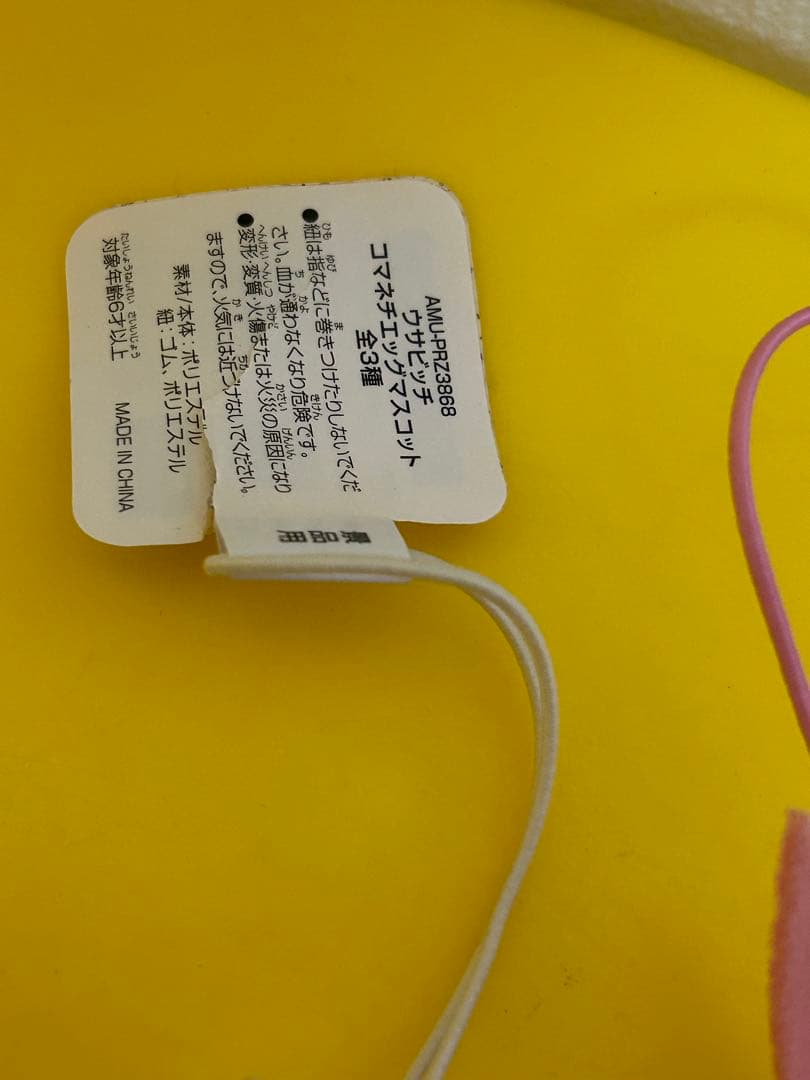 AMU-PRZ3868
ウサビッチ
コマネチエッグマスコット
全3種
●紐は指などに巻きつけたりしないでくだ
さい。血が通わなくなり危険です。
●変形・変質・火傷または火災の原因になり
ますので、火気には近づけないでください。
素材/本体：ポリエステル
紐：ゴム、ポリエステル
対象年齢6才以上 MADE IN CHINA
景品用